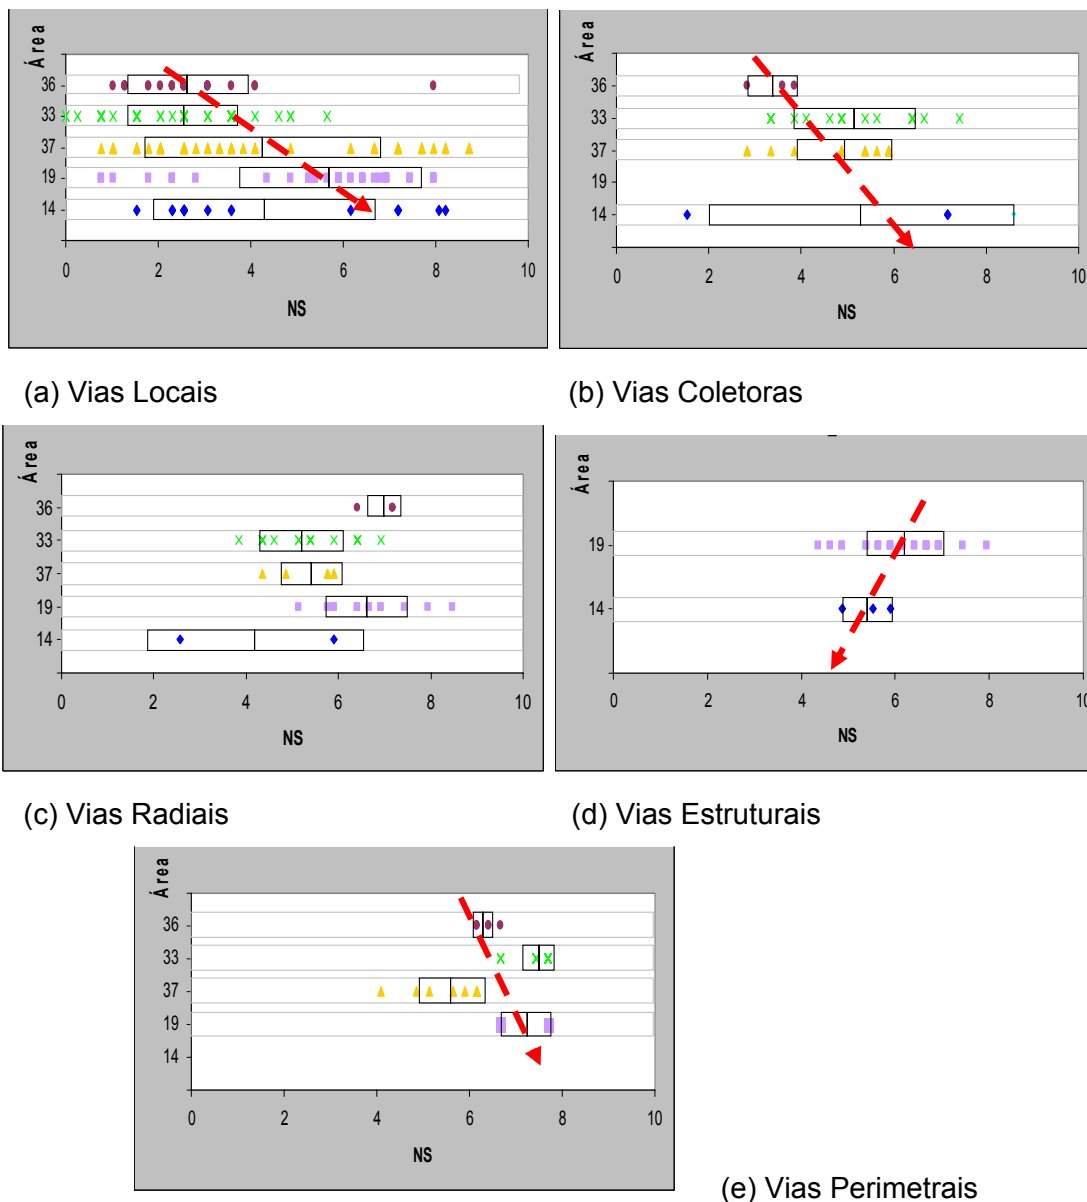 Área
36
33
37
19
14
0 2 4 6 8 10
NS
(a) Vias Locais
Área
36
33
37
19
14
0 2 4 6 8 10
NS
(b) Vias Coletoras
Área
36
33
37
19
14
0 2 4 6 8 10
NS
(c) Vias Radiais
Área
19
14
0 2 4 6 8 10
NS
(d) Vias Estruturais
Área
36
33
37
19
14
0 2 4 6 8 10
NS
(e) Vias Perimetrais